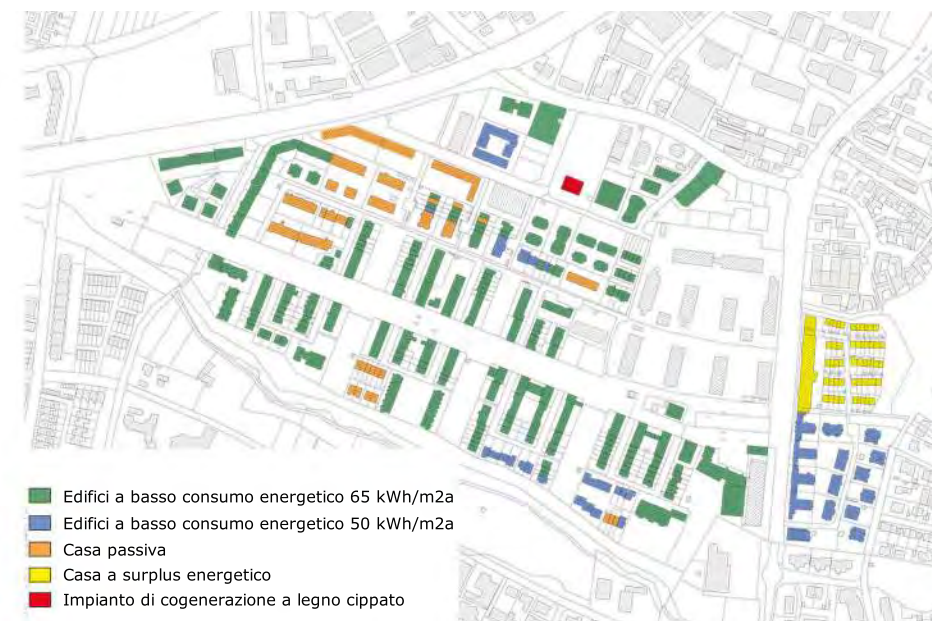 Edifici a basso consumo energetico 65 kWh/m2a
Edifici a basso consumo energetico 50 kWh/m2a
Casa passiva
Casa a surplus energetico
Impianto di cogenerazione a legno cippato